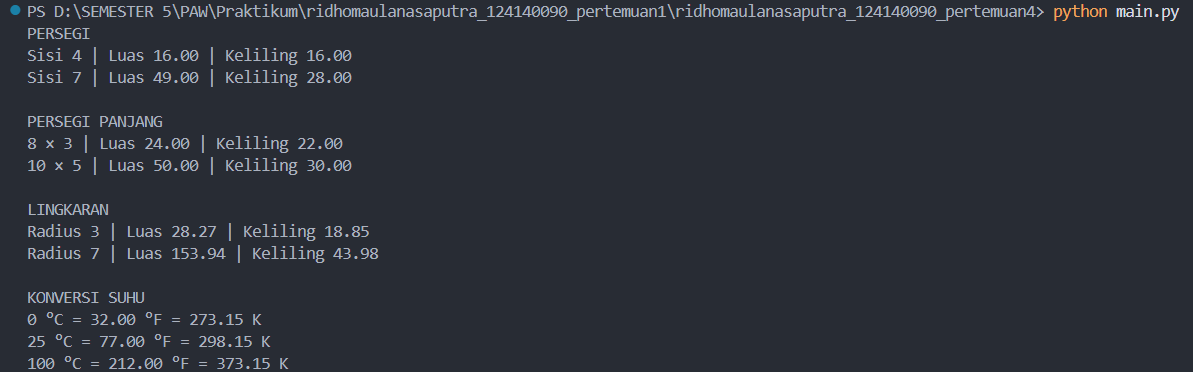 PS D:\SEMESTER 5\PAW\Praktikum\ridhomaulanasaputra_124140090_pertemuan1\ridhomaulanasaputra_124140090_pertemuan4> python main.py
PERSEGI
Sisi 4 | Luas 16.00 | Keliling 16.00
Sisi 7 | Luas 49.00 | Keliling 28.00

PERSEGI PANJANG
8 × 3 | Luas 24.00 | Keliling 22.00
10 × 5 | Luas 50.00 | Keliling 30.00

LINGKARAN
Radius 3 | Luas 28.27 | Keliling 18.85
Radius 7 | Luas 153.94 | Keliling 43.98

KONVERSI SUHU
0 °C = 32.00 °F = 273.15 K
25 °C = 77.00 °F = 298.15 K
100 °C = 212.00 °F = 373.15 K